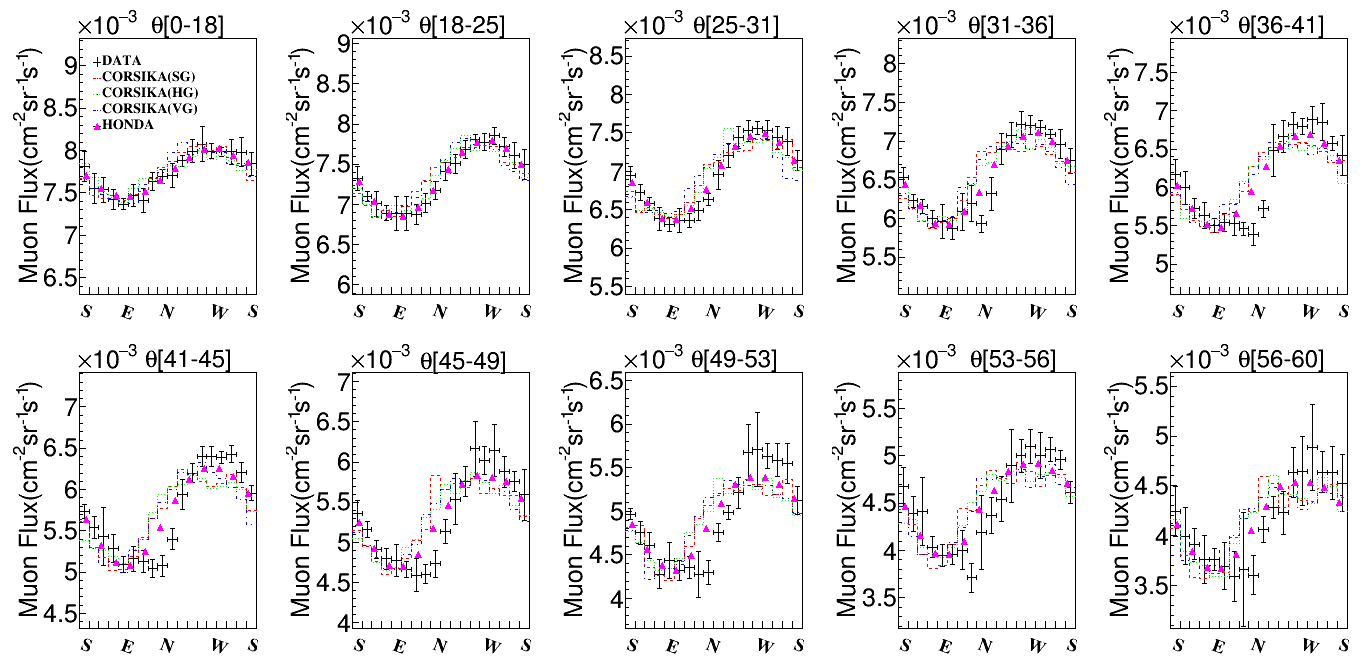 ×10⁻³ θ[0-18]
Muon Flux(cm⁻²sr⁻¹s⁻¹)
9
8.5
8
7.5
7
6.5
DATA
CORSIKA(SG)
CORSIKA(HG)
CORSIKA(VG)
HONDA
S E N W S
×10⁻³ θ[18-25]
Muon Flux(cm⁻²sr⁻¹s⁻¹)
9
8.5
8
7.5
7
6.5
6
S E N W S
×10⁻³ θ[25-31]
Muon Flux(cm⁻²sr⁻¹s⁻¹)
8.5
8
7.5
7
6.5
6
5.5
S E N W S
×10⁻³ θ[31-36]
Muon Flux(cm⁻²sr⁻¹s⁻¹)
8
7.5
7
6.5
6
5.5
S E N W S
×10⁻³ θ[36-41]
Muon Flux(cm⁻²sr⁻¹s⁻¹)
7.5
7
6.5
6
5.5
5
S E N W S
×10⁻³ θ[41-45]
Muon Flux(cm⁻²sr⁻¹s⁻¹)
7
6.5
6
5.5
5
4.5
S E N W S
×10⁻³ θ[45-49]
Muon Flux(cm⁻²sr⁻¹s⁻¹)
7
6.5
6
5.5
5
4.5
4
S E N W S
×10⁻³ θ[49-53]
Muon Flux(cm⁻²sr⁻¹s⁻¹)
6.5
6
5.5
5
4.5
4
S E N W S
×10⁻³ θ[53-56]
Muon Flux(cm⁻²sr⁻¹s⁻¹)
5.5
5
4.5
4
3.5
S E N W S
×10⁻³ θ[56-60]
Muon Flux(cm⁻²sr⁻¹s⁻¹)
5.5
5
4.5
4
3.5
S E N W S